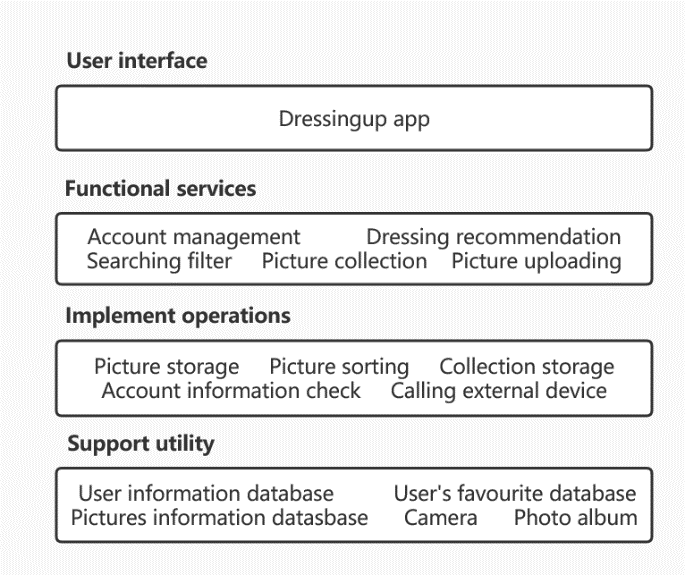 User interface
Dressingup app
Functional services
Account management Dressing recommendation
Searching filter Picture collection Picture uploading
Implement operations
Picture storage Picture sorting Collection storage
Account information check Calling external device
Support utility
User information database User's favourite database
Pictures information datasbase Camera Photo album